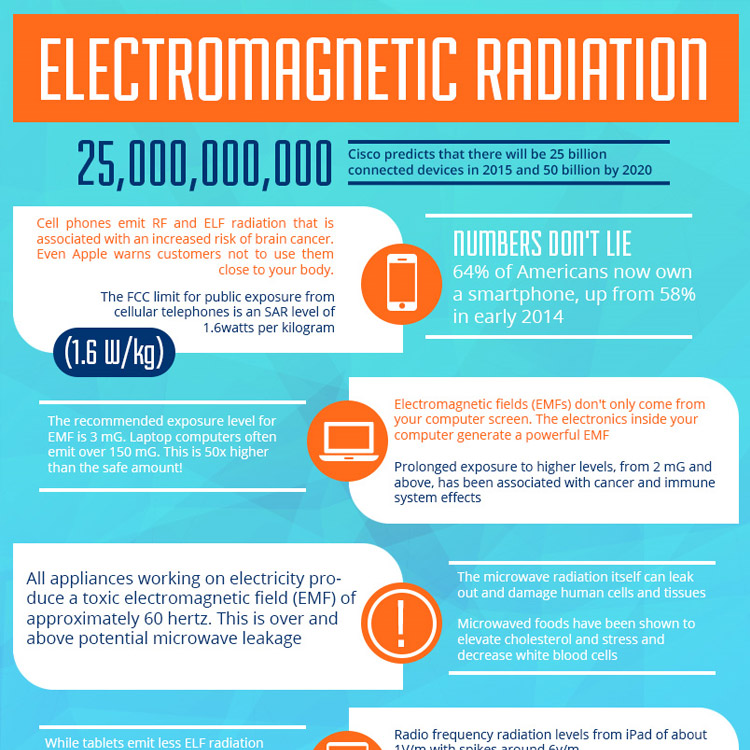 ELECTROMAGNETIC RADIATION
25,000,000,000
Cisco predicts that there will be 25 billion
connected devices in 2015 and 50 billion by 2020
Cell phones emit RF and ELF radiation that is
associated with an increased risk of brain cancer.
Even Apple warns customers not to use them
close to your body.
The FCC limit for public exposure from
cellular telephones is an SAR level of
1.6watts per kilogram
(1.6 W/kg)
NUMBERS DON'T LIE
64% of Americans now own
a smartphone, up from 58%
in early 2014
The recommended exposure level for
EMF is 3 mG. Laptop computers often
emit over 150 mG. This is 50x higher
than the safe amount!
Electromagnetic fields (EMFs) don't only come from
your computer screen. The electronics inside your
computer generate a powerful EMF
Prolonged exposure to higher levels, from 2 mG and
above, has been associated with cancer and immune
system effects
All appliances working on electricity pro-
duce a toxic electromagnetic field (EMF) of
approximately 60 hertz. This is over and
above potential microwave leakage
The microwave radiation itself can leak
out and damage human cells and tissues
Microwaved foods have been shown to
elevate cholesterol and stress and
decrease white blood cells
While tablets emit less ELF radiation
Radio frequency radiation levels from iPad of about
1V/m with spikes around 6v/m